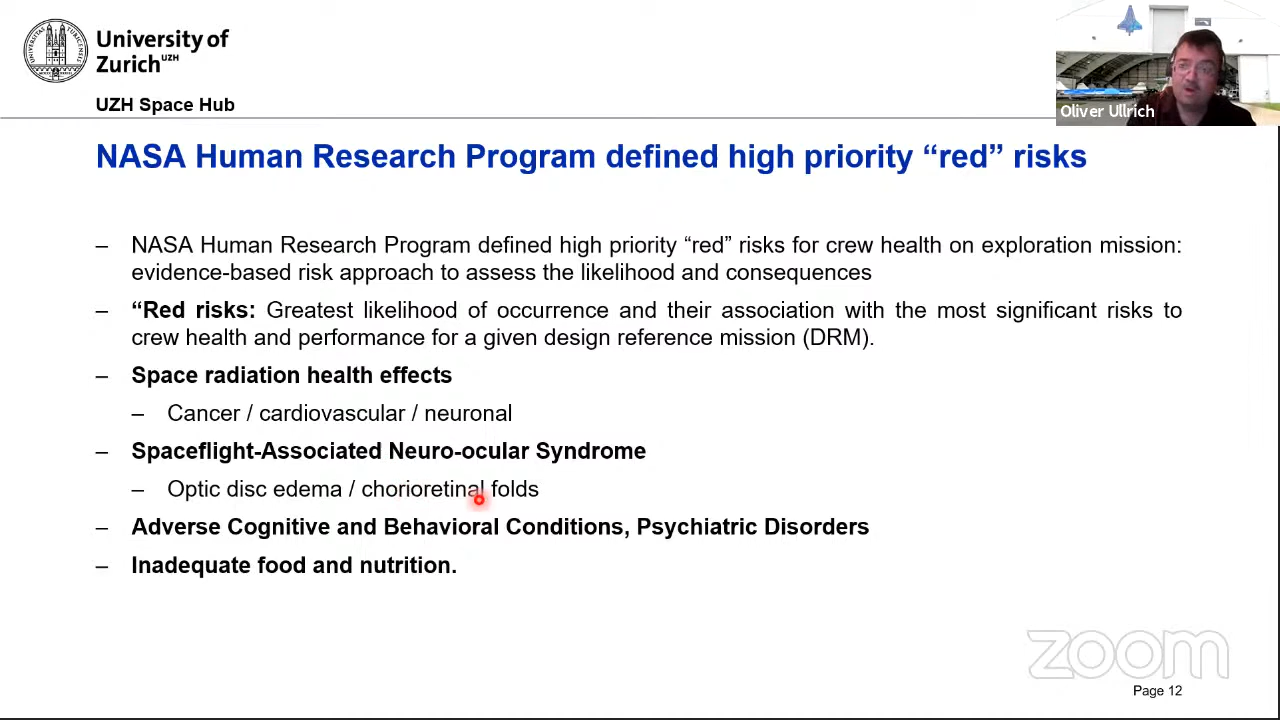 University of
Zurich UZH
UZH Space Hub
Oliver Ullrich
NASA Human Research Program defined high priority “red” risks
– NASA Human Research Program defined high priority “red” risks for crew health on exploration mission:
evidence-based risk approach to assess the likelihood and consequences
– “Red risks: Greatest likelihood of occurrence and their association with the most significant risks to
crew health and performance for a given design reference mission (DRM).
– Space radiation health effects
– Cancer / cardiovascular / neuronal
– Spaceflight-Associated Neuro-ocular Syndrome
– Optic disc edema / chorioretinal folds
– Adverse Cognitive and Behavioral Conditions, Psychiatric Disorders
– Inadequate food and nutrition.
zoom
Page 12